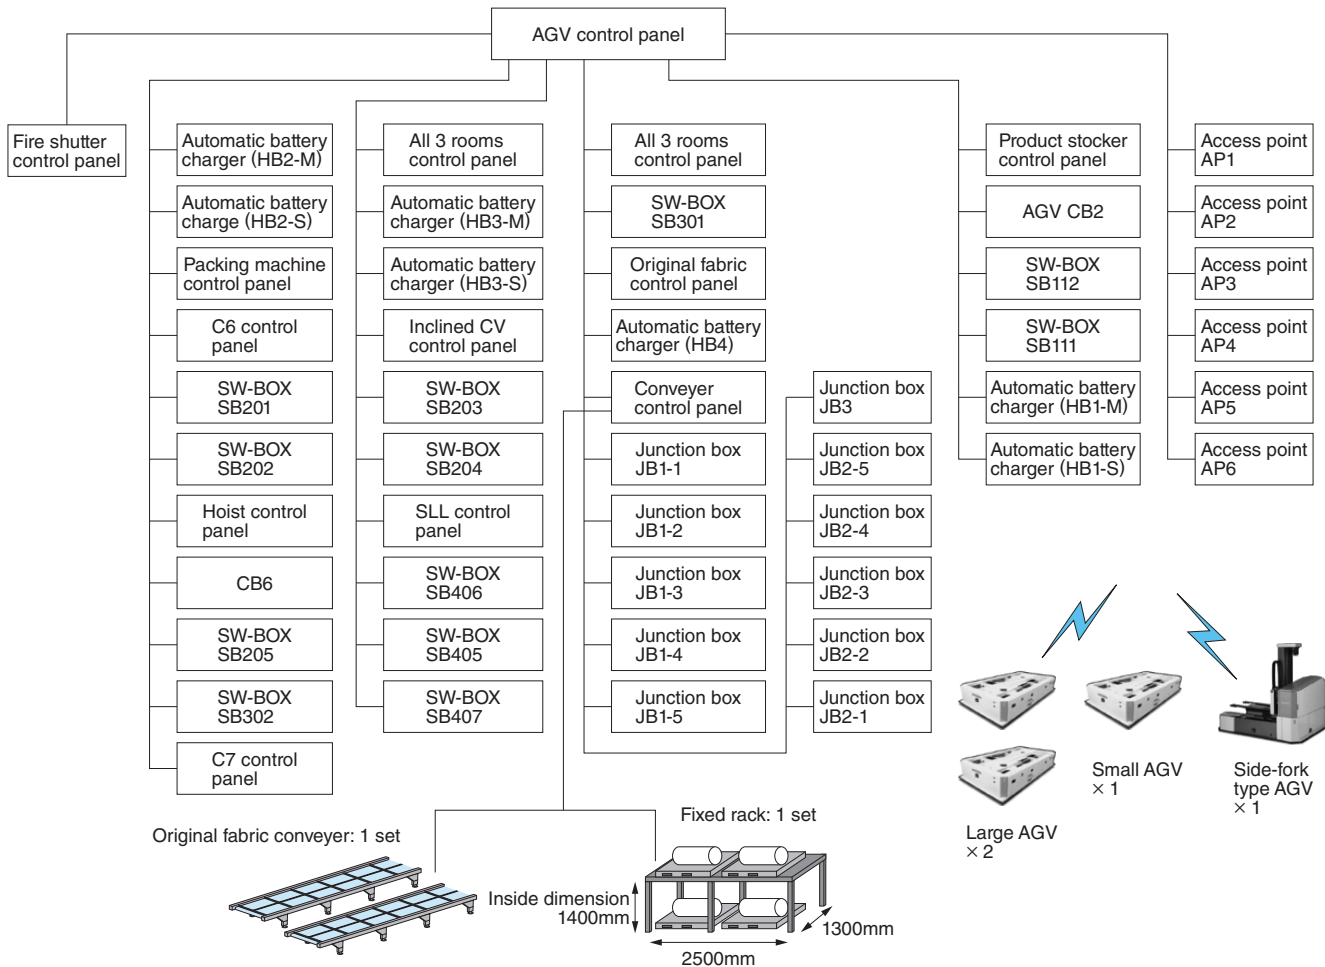 AGV control panel
Fire shutter
control panel
Automatic battery
charger (HB2-M)
Automatic battery
charge (HB2-S)
Packing machine
control panel
C6 control
panel
SW-BOX
SB201
SW-BOX
SB202
Hoist control
panel
CB6
SW-BOX
SB205
SW-BOX
SB302
C7 control
panel
All 3 rooms
control panel
Automatic battery
charger (HB3-M)
Automatic battery
charger (HB3-S)
Inclined CV
control panel
SW-BOX
SB203
SW-BOX
SB204
SLL control
panel
SW-BOX
SB406
SW-BOX
SB405
SW-BOX
SB407
All 3 rooms
control panel
SW-BOX
SB301
Original fabric
control panel
Automatic battery
charger (HB4)
Conveyer
control panel
Junction box
JB1-1
Junction box
JB1-2
Junction box
JB1-3
Junction box
JB1-4
Junction box
JB1-5
Junction box
JB3
Junction box
JB2-5
Junction box
JB2-4
Junction box
JB2-3
Junction box
JB2-2
Junction box
JB2-1
Product stocker
control panel
AGV CB2
SW-BOX
SB112
SW-BOX
SB111
Automatic battery
charger (HB1-M)
Automatic battery
charger (HB1-S)
Access point
AP1
Access point
AP2
Access point
AP3
Access point
AP4
Access point
AP5
Access point
AP6
Large AGV
× 2
Small AGV
× 1
Side-fork
type AGV
× 1
Original fabric conveyer: 1 set
Fixed rack: 1 set
Inside dimension
1400mm
2500mm
1300mm